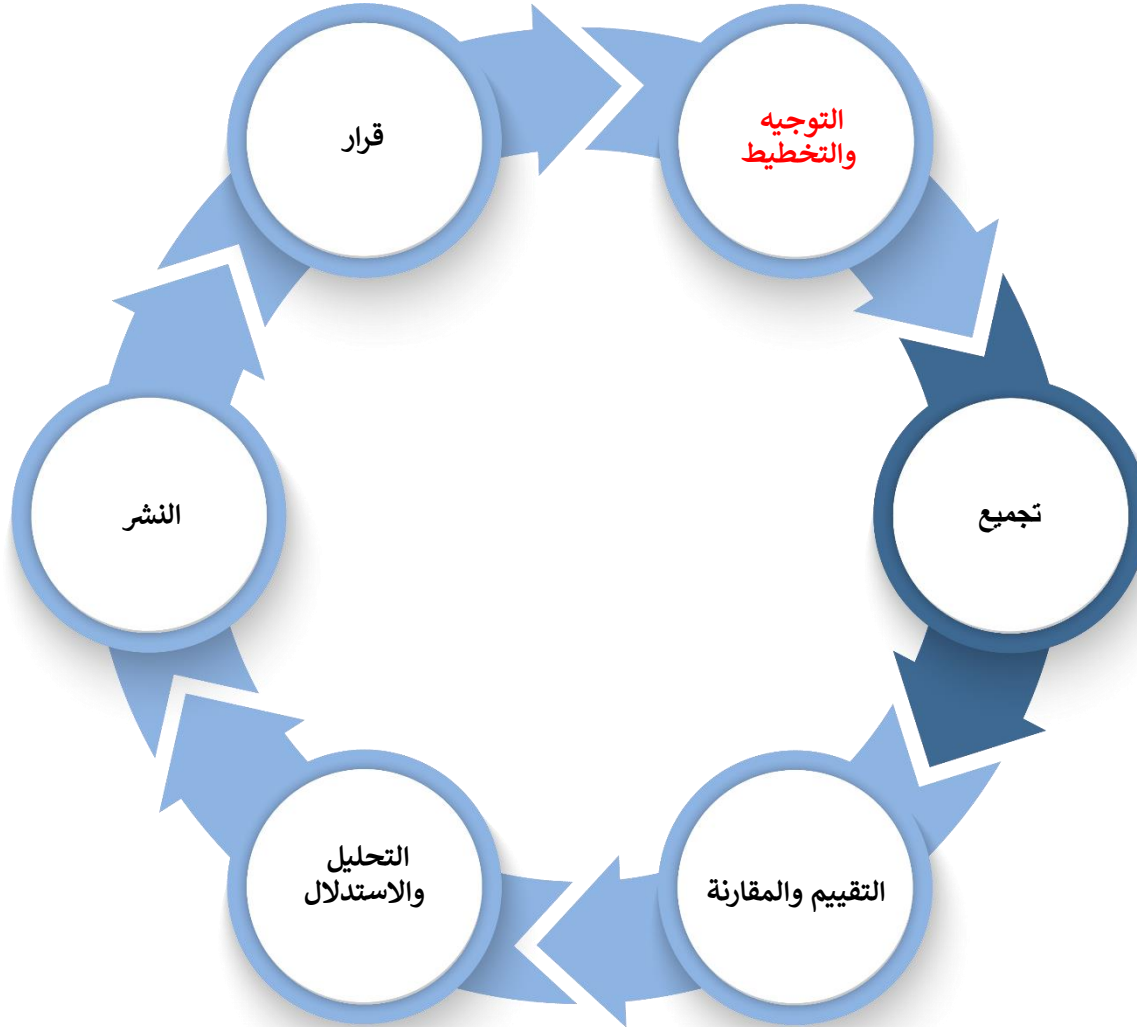 قرار
التوجيه
والتخطيط
تجميع
النشر
التقييم والمقارنة
التحليل
والاستدلال